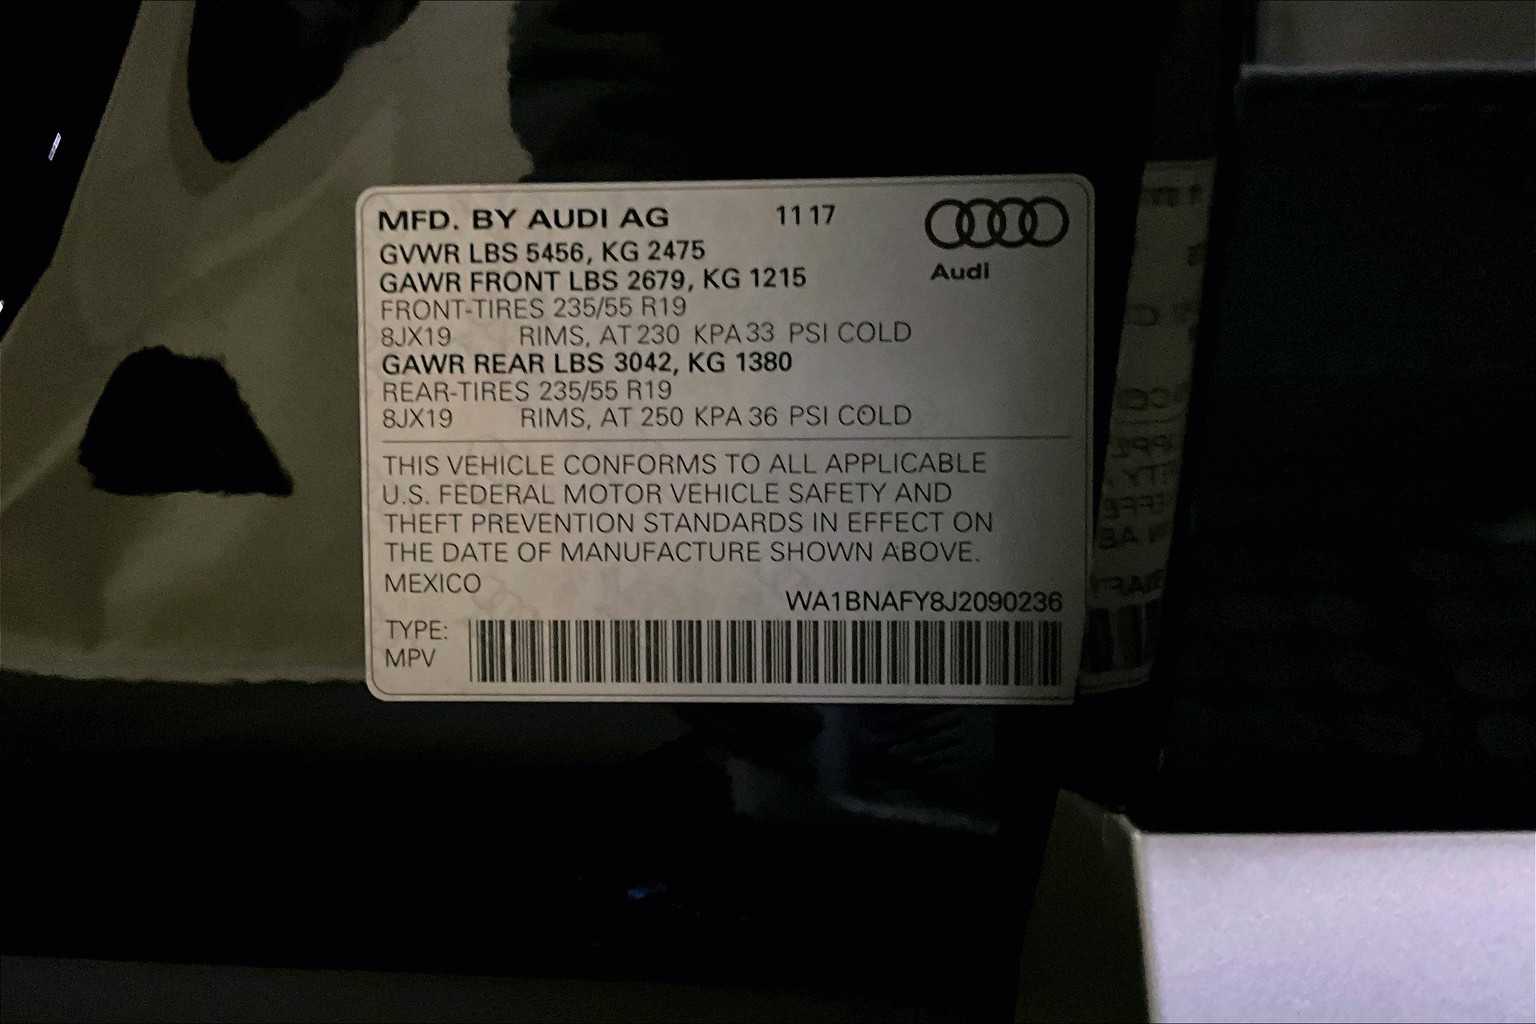 MFD. BY AUDI AG 11 17
Audi
GVWR LBS 5456, KG 2475
GAWR FRONT LBS 2679, KG 1215
FRONT-TIRES 235/55 R19
8JX19 RIMS, AT 230 KPA 33 PSI COLD
GAWR REAR LBS 3042, KG 1380
REAR-TIRES 235/55 R19
8JX19 RIMS, AT 250 KPA 36 PSI COLD
THIS VEHICLE CONFORMS TO ALL APPLICABLE
U.S. FEDERAL MOTOR VEHICLE SAFETY AND
THEFT PREVENTION STANDARDS IN EFFECT ON
THE DATE OF MANUFACTURE SHOWN ABOVE.
MEXICO
WA1BNAFY8J2090236
TYPE:
MPV